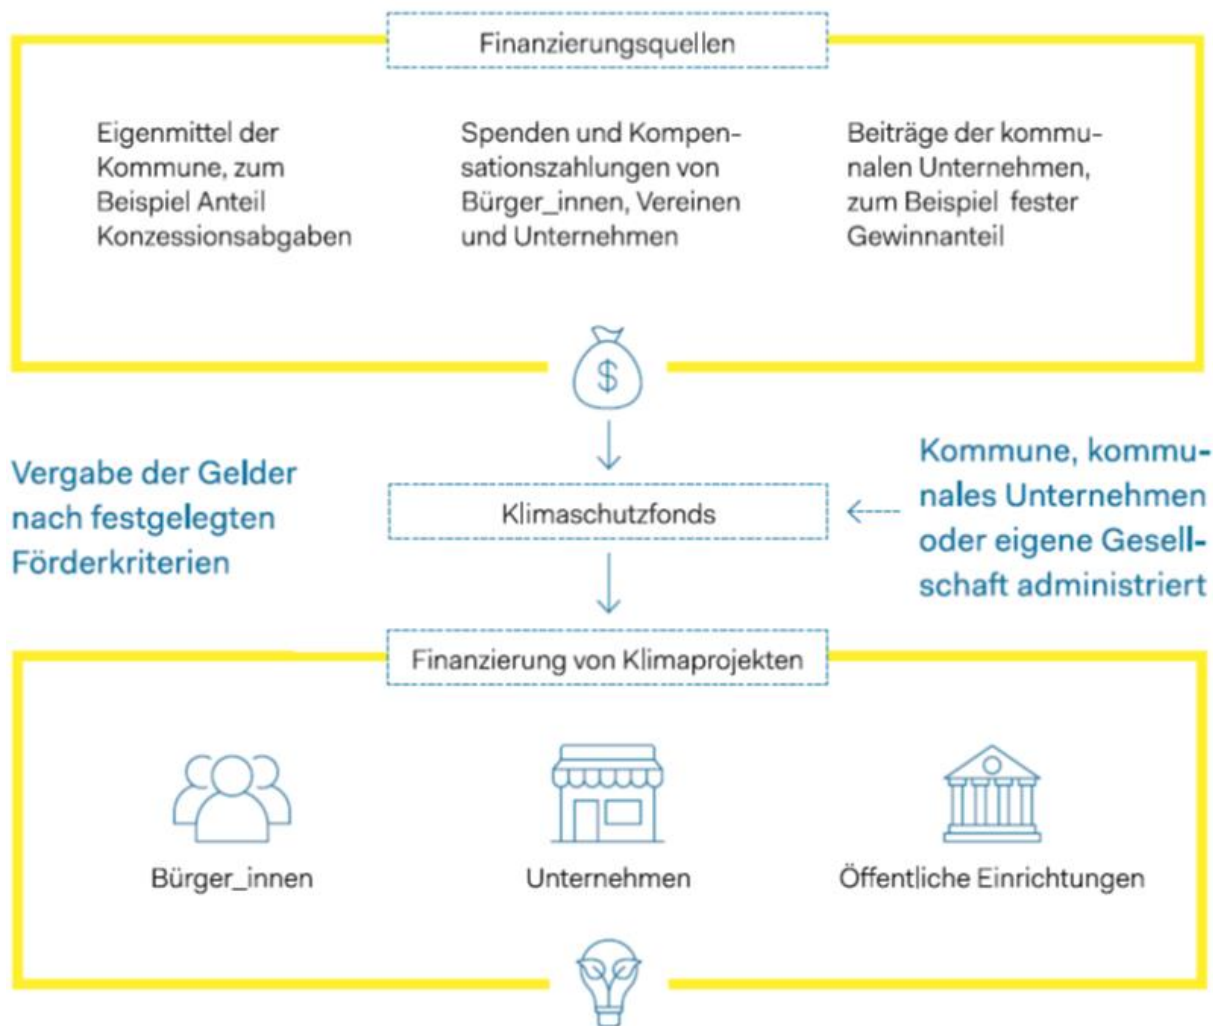 Finanzierungsquellen
Eigenmittel der
Kommune, zum
Beispiel Anteil
Konzessionsabgaben
Spenden und Kompen-
sationszahlungen von
Bürger_innen, Vereinen
und Unternehmen
Beiträge der kommu-
nalen Unternehmen,
zum Beispiel fester
Gewinnanteil
$
Vergabe der Gelder
nach festgelegten
Förderkriterien
Klimaschutzfonds
Kommune, kommu-
nales Unternehmen
oder eigene Gesell-
schaft administriert
Finanzierung von Klimaprojekten
Bürger_innen
Unternehmen
Öffentliche Einrichtungen